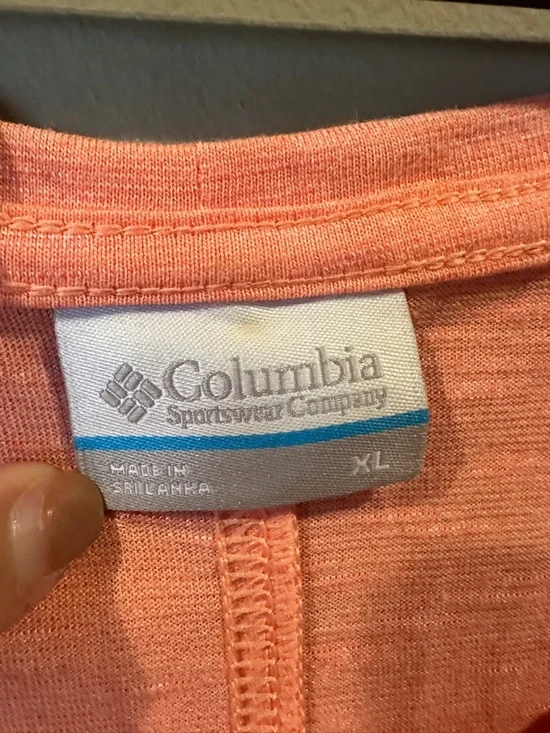 Columbia
Sportswear Company
XL
MADE IN
SRI LANKA